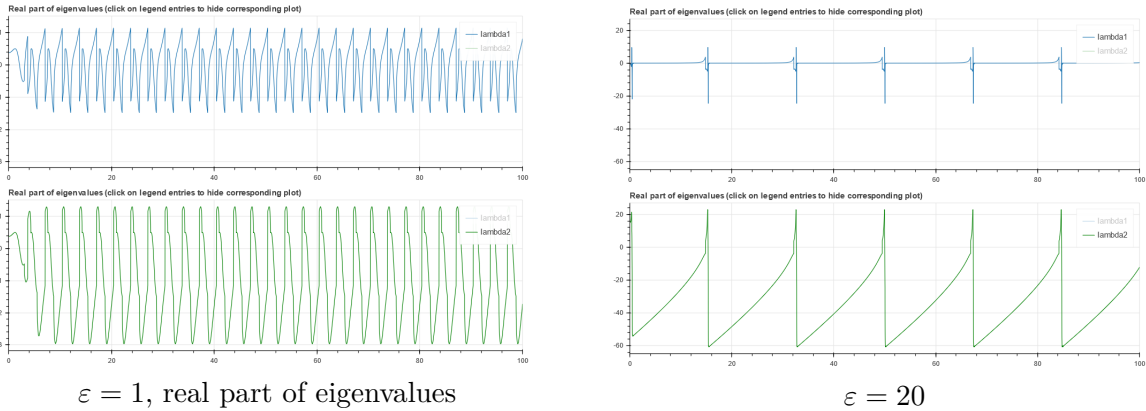 Real part of eigenvalues (click on legend entries to hide corresponding plot)
lambda1
lambda2
0
0 20 40 60 80 100
Real part of eigenvalues (click on legend entries to hide corresponding plot)
lambda1
lambda2
0
0 20 40 60 80 100
ε = 1, real part of eigenvalues
Real part of eigenvalues (click on legend entries to hide corresponding plot)
lambda1
lambda2
20
0
-20
-40
-60
0 20 40 60 80 100
Real part of eigenvalues (click on legend entries to hide corresponding plot)
lambda1
lambda2
20
0
-20
-40
-60
0 20 40 60 80 100
ε = 20